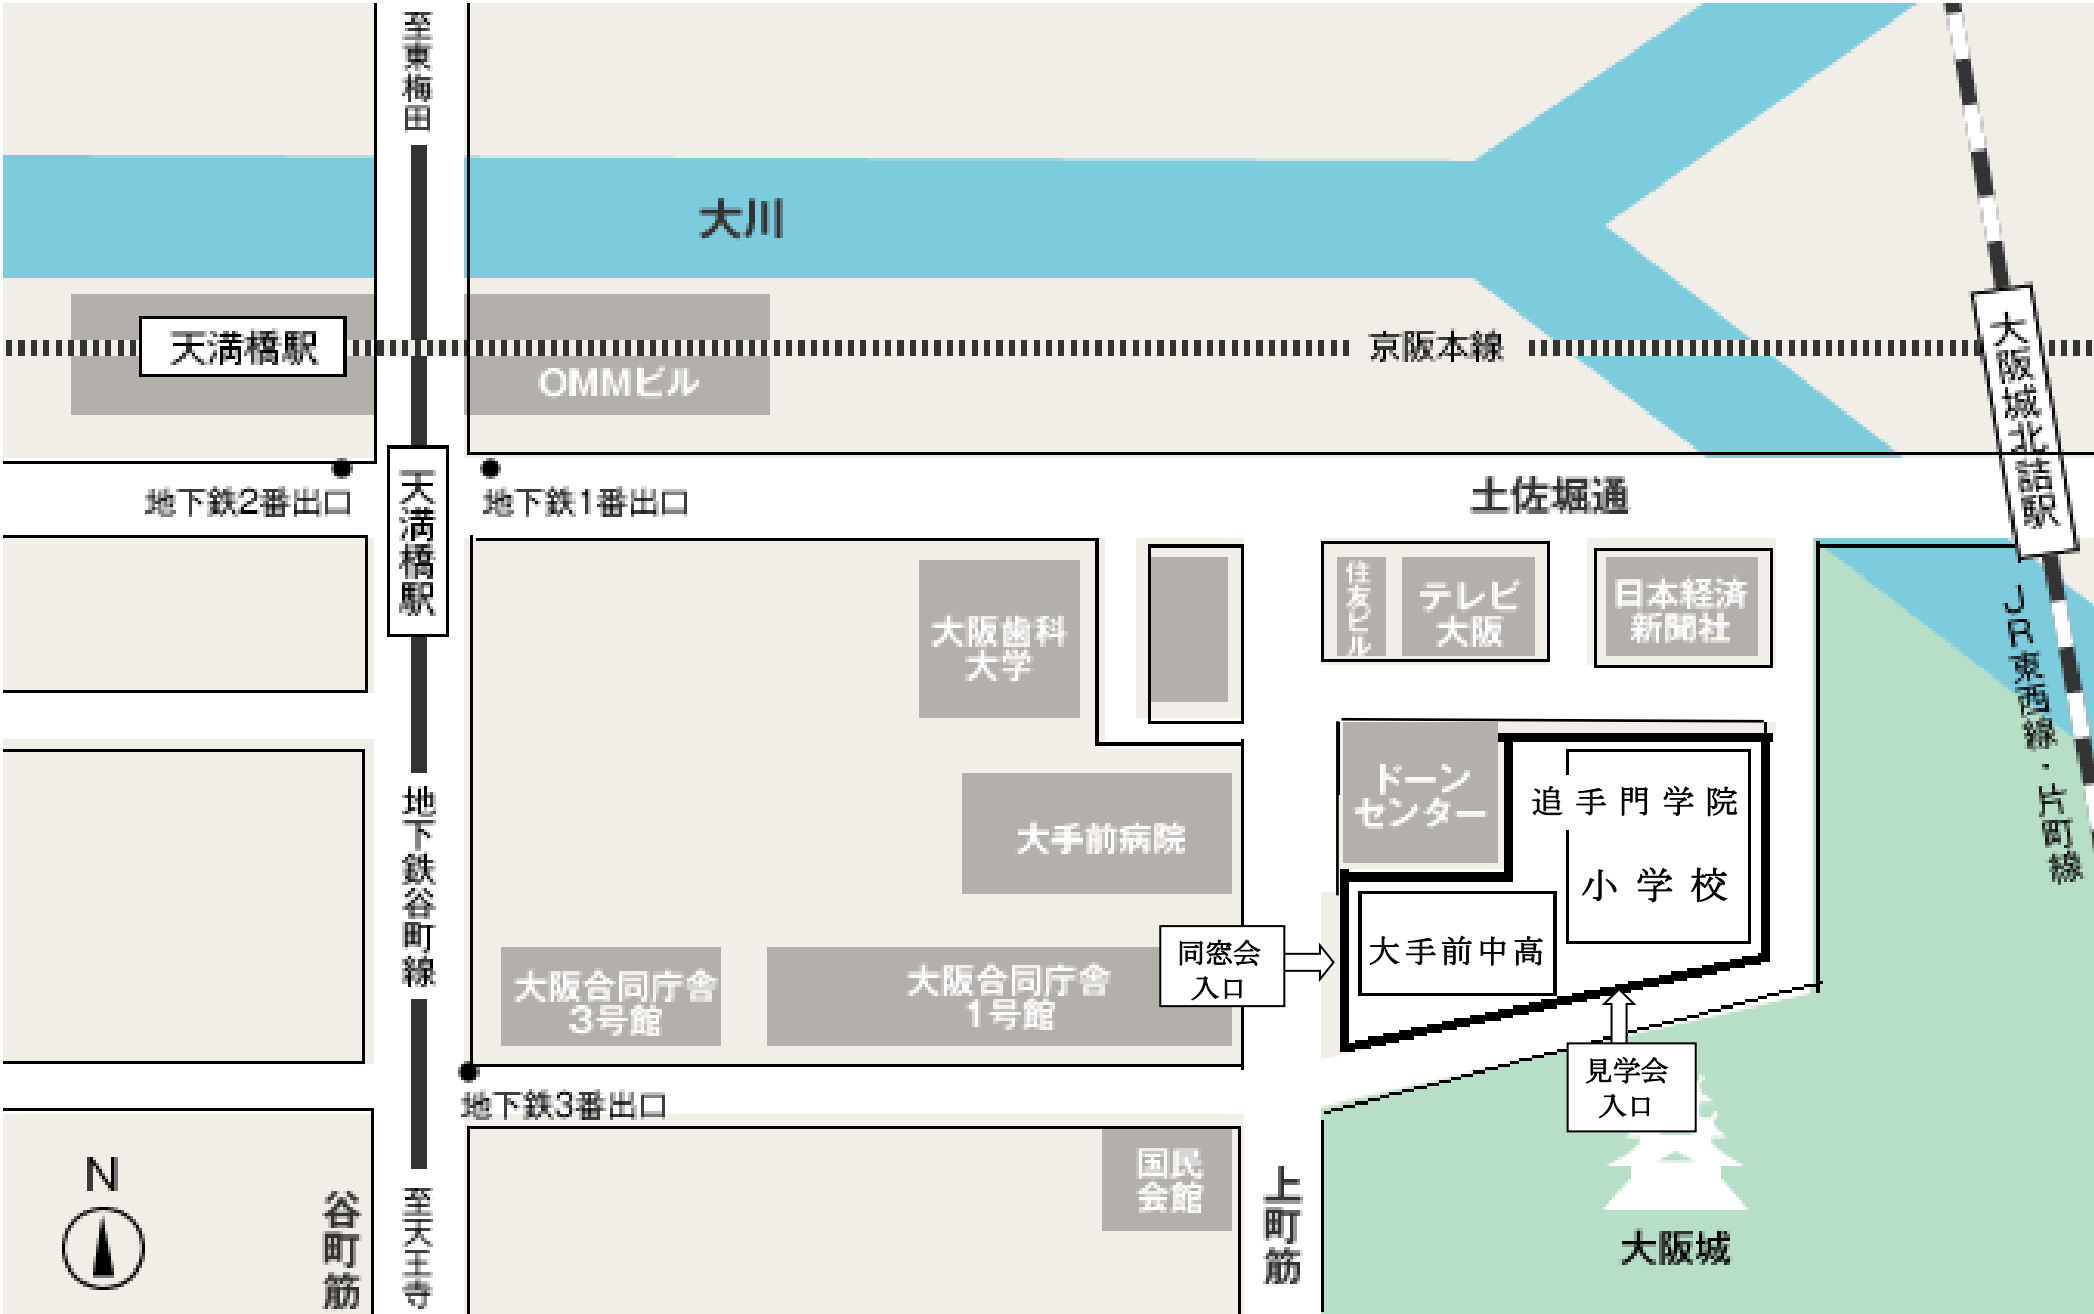 至東梅田
大川
天満橋駅
OMMビル
京阪本線
大阪城北詰駅
地下鉄2番出口
天満橋駅
地下鉄1番出口
土佐堀通
大阪歯科
大学
住友ビル
テレビ
大阪
日本経済
新聞社
JR東西線・片町線
ドーン
センター
追手門学院
小学校
地下鉄谷町線
大手前病院
大手前中高
同窓会
入口
大阪合同庁舎
3号館
大阪合同庁舎
1号館
見学会
入口
地下鉄3番出口
国民
会館
N
谷町筋
至天王寺
上町筋
大阪城